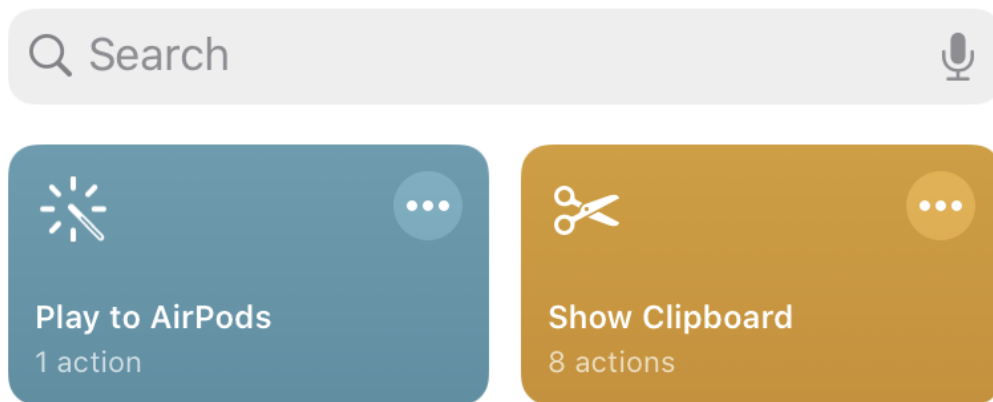 Search
Play to AirPods
1 action
Show Clipboard
8 actions